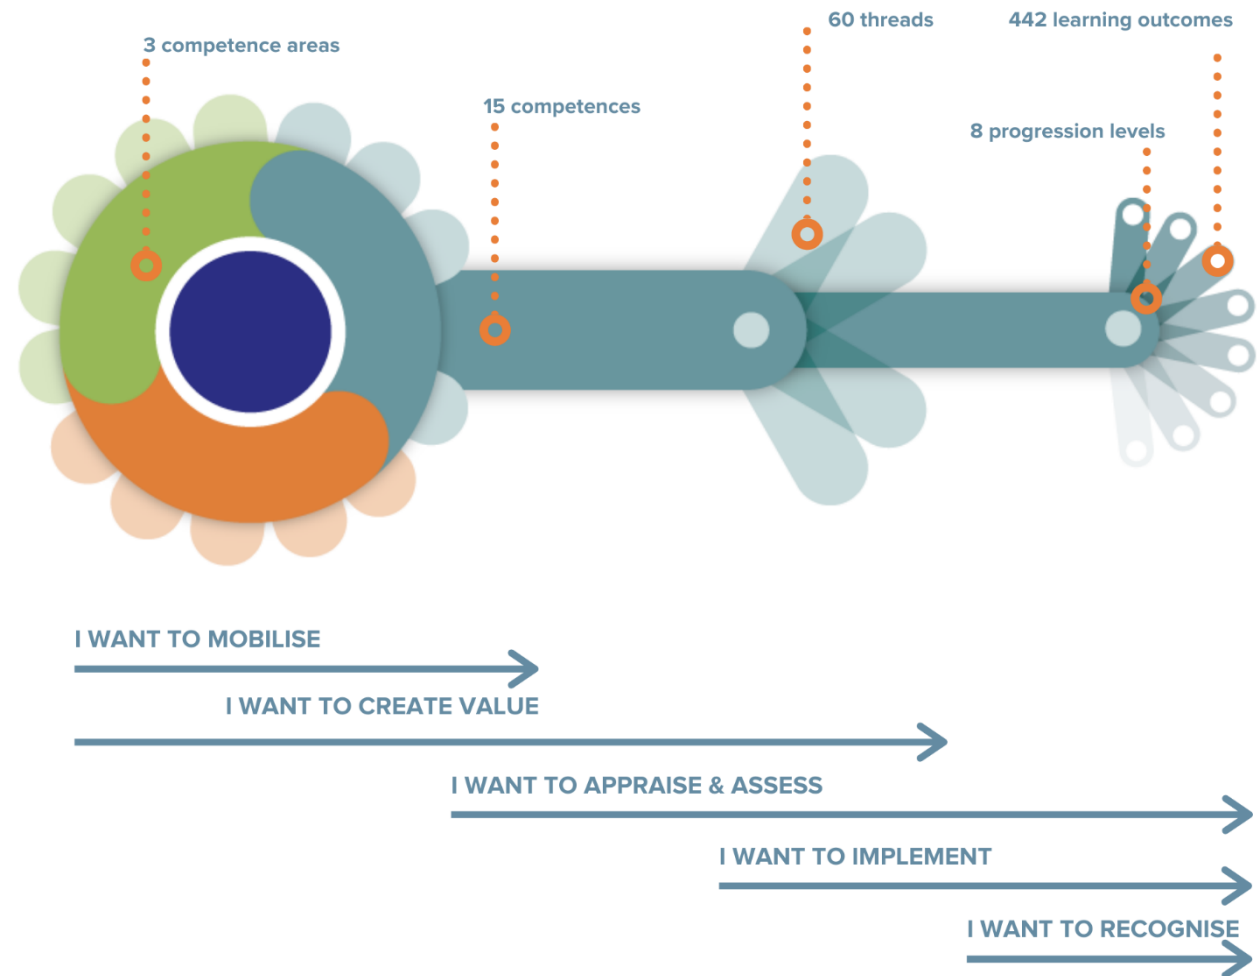 60 threads
442 learning outcomes
3 competence areas
15 competences
8 progression levels
I WANT TO MOBILISE
I WANT TO CREATE VALUE
I WANT TO APPRAISE & ASSESS
I WANT TO IMPLEMENT
I WANT TO RECOGNISE